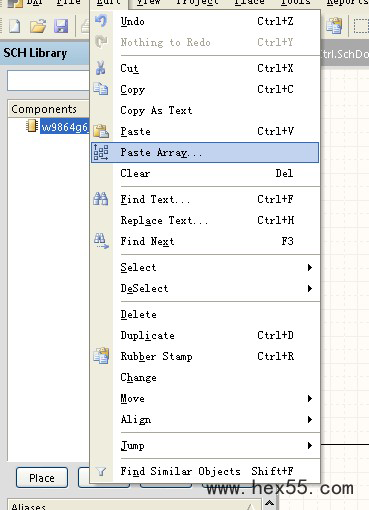 DXP File Edit View Project Place Tools Reports
SCH Library
Ctrl.SchDo
Components
w9864g6
Undo Ctrl+Z
Nothing to Redo Ctrl+Y
Cut Ctrl+X
Copy Ctrl+C
Copy As Text
Paste Ctrl+V
Paste Array...
Clear Del
Find Text... Ctrl+F
Replace Text... Ctrl+H
Find Next F3
Select
DeSelect
Delete
Duplicate Ctrl+D
Rubber Stamp Ctrl+R
Change
Move
Align
Jump
Find Similar Objects Shift+F
Place
www.hex55.com
Aliases